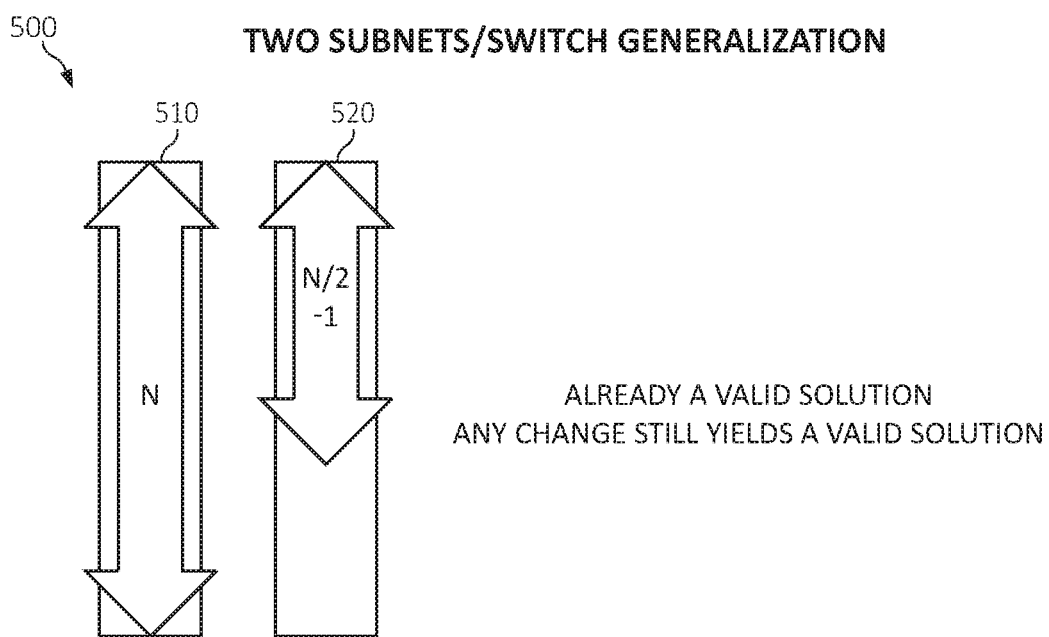 500
TWO SUBNETS/SWITCH GENERALIZATION
510
520
N/2
-1
N
ALREADY A VALID SOLUTION
ANY CHANGE STILL YIELDS A VALID SOLUTION